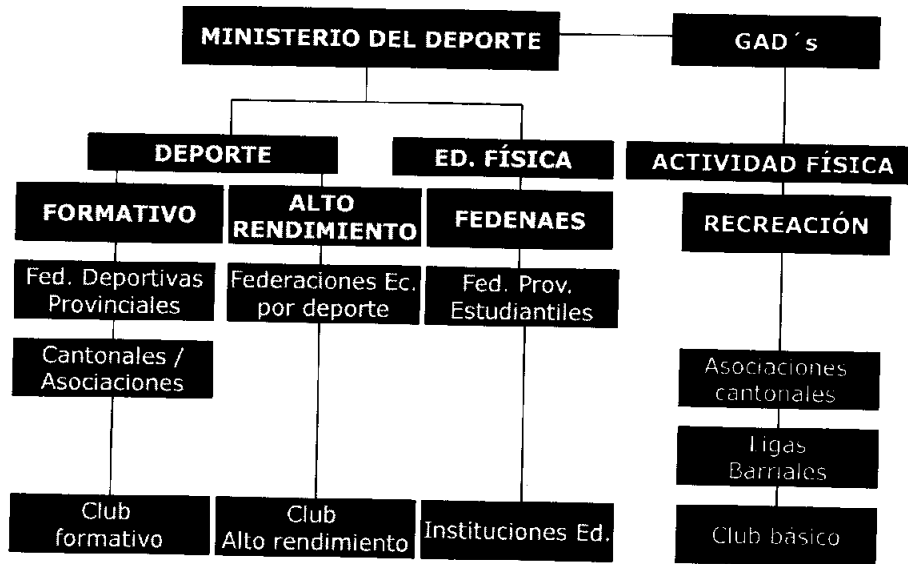 MINISTERIO DEL DEPORTE
GAD´s
DEPORTE
ED. FÍSICA
ACTIVIDAD FÍSICA
FORMATIVO
ALTO
RENDIMIENTO
FEDENAES
RECREACIÓN
Fed. Deportivas
Provinciales
Federaciones Ec.
por deporte
Fed. Prov.
Estudiantiles
Cantonales /
Asociaciones
Asociaciones
cantonales
Ligas
Barriales
Club
formativo
Club
Alto rendimiento
Instituciones Ed.
Club básico